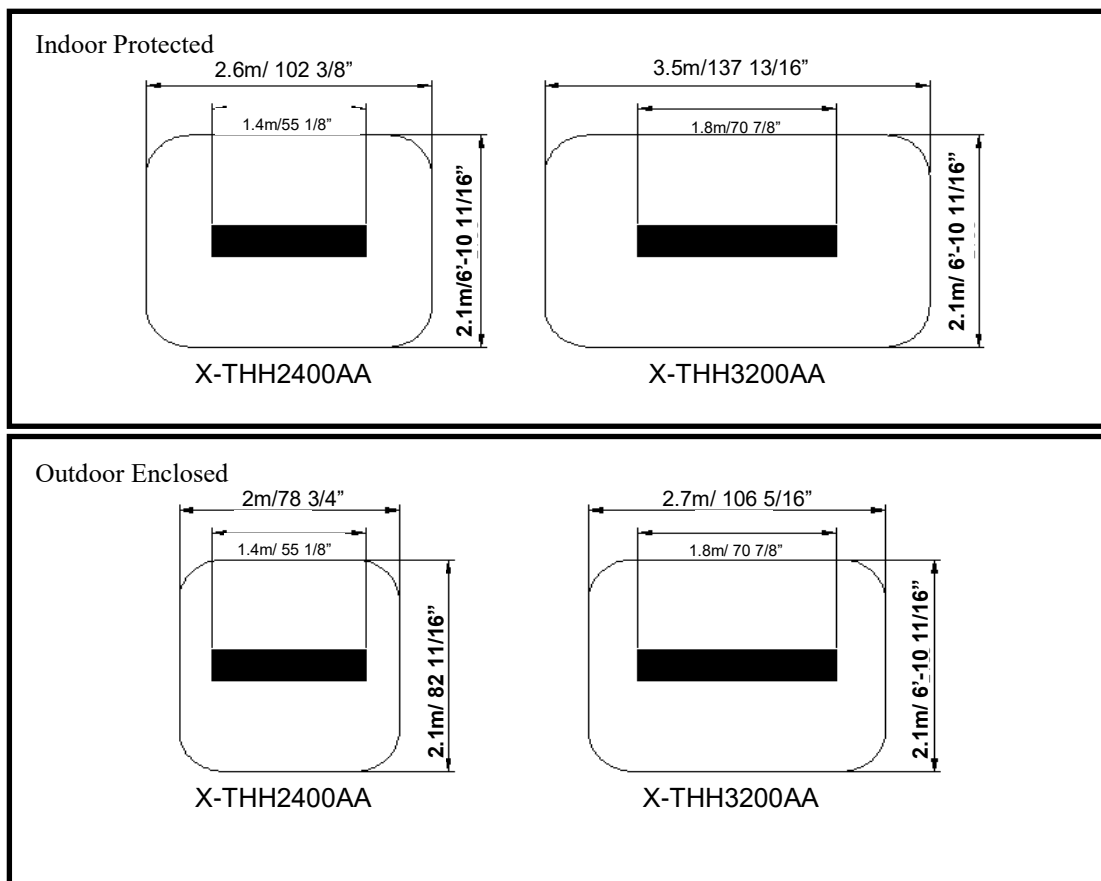 Indoor Protected
2.6m/ 102 3/8”
3.5m/137 13/16”
1.4m/55 1/8”
1.8m/70 7/8”
2.1m/6’-10 11/16”
2.1m/ 6’-10 11/16”
X-THH2400AA
X-THH3200AA
Outdoor Enclosed
2m/78 3/4”
2.7m/ 106 5/16”
1.4m/ 55 1/8”
1.8m/ 70 7/8”
2.1m/ 82 11/16”
2.1m/ 6’-10 11/16”
X-THH2400AA
X-THH3200AA